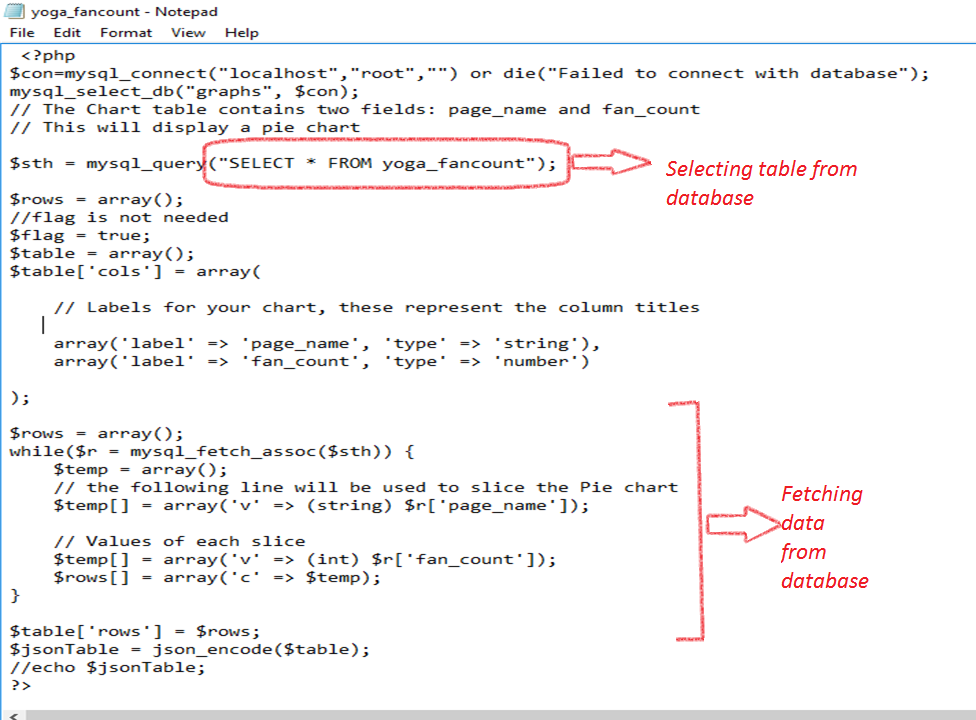 yoga_fancount - Notepad
File Edit Format View Help
<?php
$con=mysql_connect("localhost","root","") or die("Failed to connect with database");
mysql_select_db("graphs", $con);
// The Chart table contains two fields: page_name and fan_count
// This will display a pie chart
$sth = mysql_query("SELECT * FROM yoga_fancount");
Selecting table from
database
$rows = array();
//flag is not needed
$flag = true;
$table = array();
$table['cols'] = array(
// Labels for your chart, these represent the column titles
array('label' => 'page_name', 'type' => 'string'),
array('label' => 'fan_count', 'type' => 'number')
);
$rows = array();
while($r = mysql_fetch_assoc($sth)) {
$temp = array();
// the following line will be used to slice the Pie chart
$temp[] = array('v' => (string) $r['page_name']);
// Values of each slice
$temp[] = array('v' => (int) $r['fan_count']);
$rows[] = array('c' => $temp);
}
Fetching
data
from
database
$table['rows'] = $rows;
$jsonTable = json_encode($table);
//echo $jsonTable;
?>